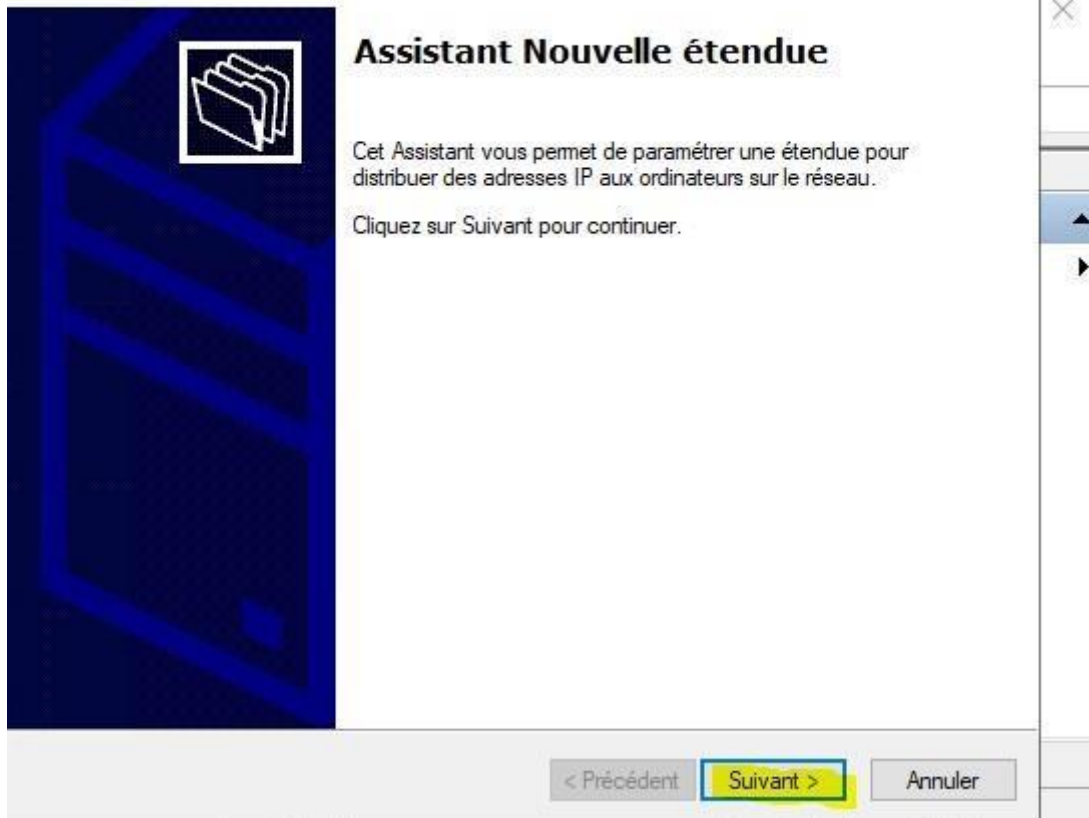 Assistant Nouvelle étendue
Cet Assistant vous permet de paramétrer une étendue pour
distribuer des adresses IP aux ordinateurs sur le réseau.
Cliquez sur Suivant pour continuer.
< Précédent
Suivant >
Annuler